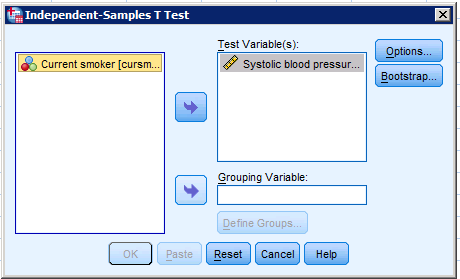 Independent-Samples T Test
Test Variable(s):
Current smoker [cursm...
Systolic blood pressur...
Options...
Bootstrap...
Grouping Variable:
Define Groups...
OK
Paste
Reset
Cancel
Help